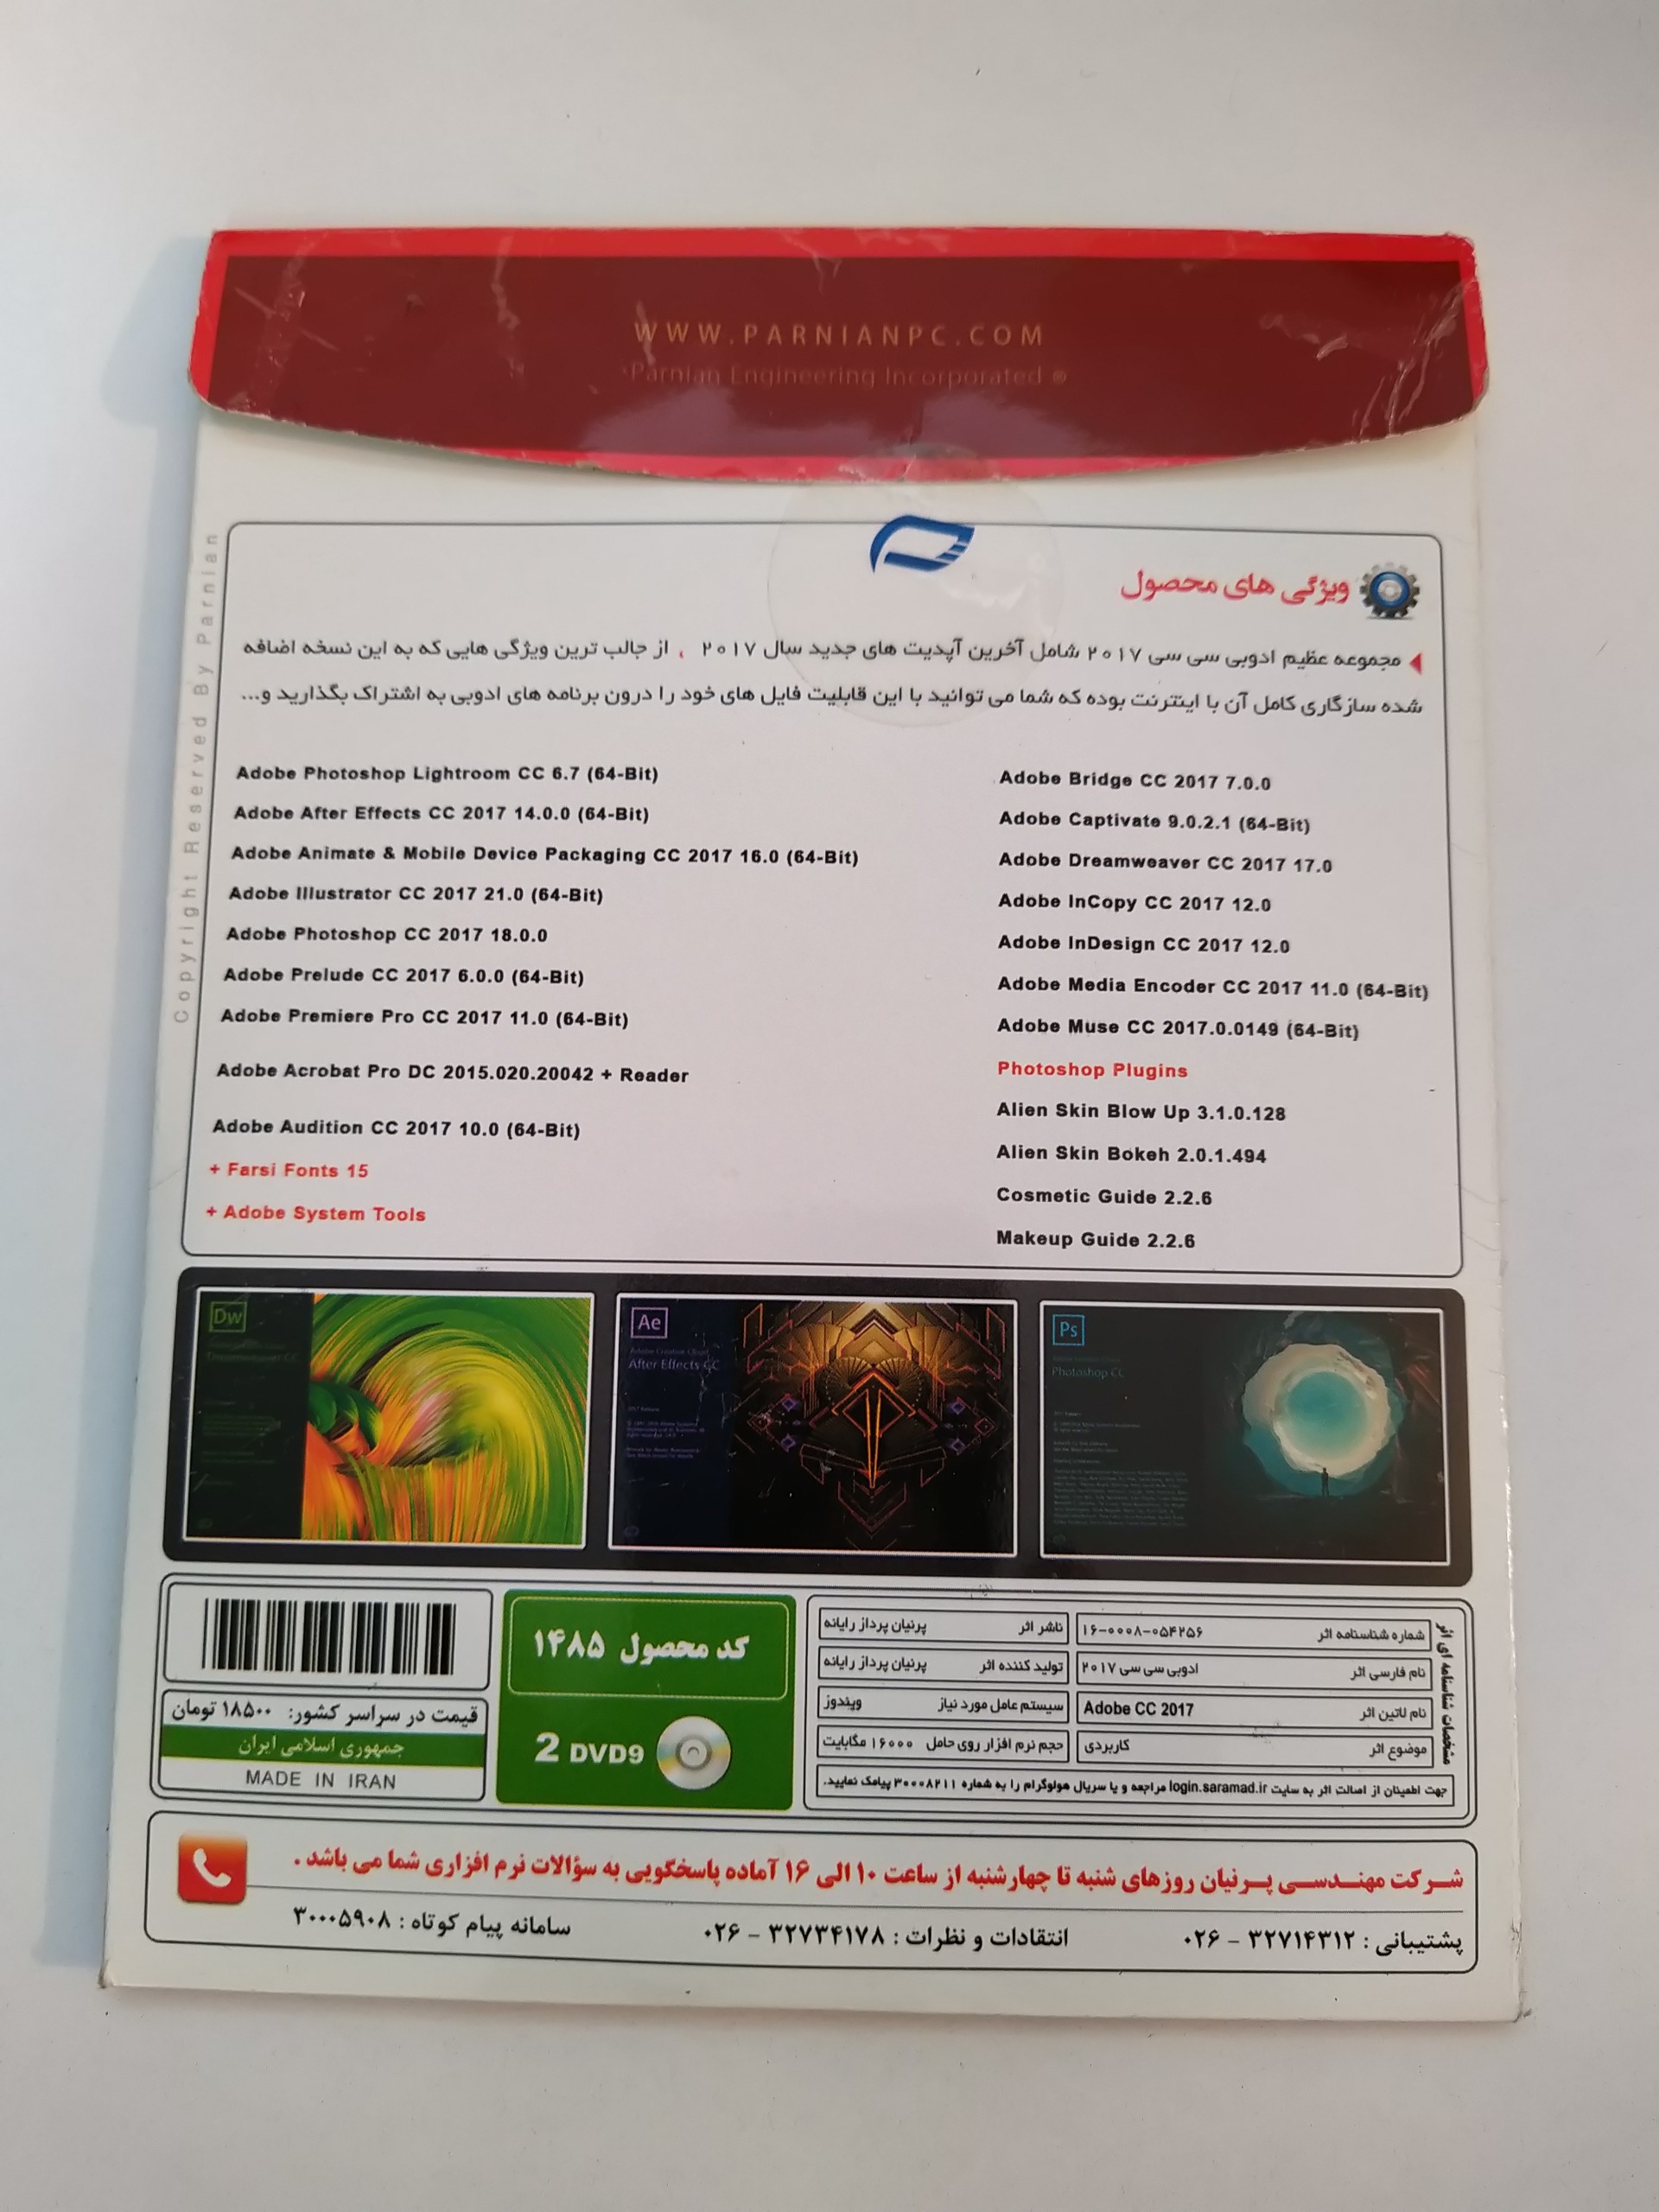 WWW.PARNIANPC.COM
Parnian Engineering Incorporated ®
Copyright Reserved By Parnian
ویژگی های محصول
مجموعه عظیم ادوبی سی سی ۲۰۱۷ شامل آخرین آپدیت های جدید سال ۲۰۱۷ ، از جالب ترین ویژگی هایی که به این نسخه اضافه
شده سازگاری کامل آن با اینترنت بوده که شما می توانید با این قابلیت فایل های خود را درون برنامه های ادوبی به اشتراک بگذارید و...
Adobe Photoshop Lightroom CC 6.7 (64-Bit)
Adobe After Effects CC 2017 14.0.0 (64-Bit)
Adobe Animate & Mobile Device Packaging CC 2017 16.0 (64-Bit)
Adobe Illustrator CC 2017 21.0 (64-Bit)
Adobe Photoshop CC 2017 18.0.0
Adobe Prelude CC 2017 6.0.0 (64-Bit)
Adobe Premiere Pro CC 2017 11.0 (64-Bit)
Adobe Acrobat Pro DC 2015.020.20042 + Reader
Adobe Audition CC 2017 10.0 (64-Bit)
+ Farsi Fonts 15
+ Adobe System Tools
Adobe Bridge CC 2017 7.0.0
Adobe Captivate 9.0.2.1 (64-Bit)
Adobe Dreamweaver CC 2017 17.0
Adobe InCopy CC 2017 12.0
Adobe InDesign CC 2017 12.0
Adobe Media Encoder CC 2017 11.0 (64-Bit)
Adobe Muse CC 2017.0.0149 (64-Bit)
Photoshop Plugins
Alien Skin Blow Up 3.1.0.128
Alien Skin Bokeh 2.0.1.494
Cosmetic Guide 2.2.6
Makeup Guide 2.2.6
Dw
Ae
Adobe Creative Cloud
After Effects CC
Ps
Photoshop CC
مشخصات شناسنامه ای اثر
شماره شناسنامه اثر ۱۶-۰۰۰۸-۰۵۴۲۵۶
ناشر اثر پرنیان پرداز رایانه
نام فارسی اثر ادوبی سی سی ۲۰۱۷
تولید کننده اثر پرنیان پرداز رایانه
نام لاتین اثر Adobe CC 2017
سیستم عامل مورد نیاز ویندوز
موضوع اثر کاربردی
حجم نرم افزار روی حامل ۱۶۰۰۰ مگابایت
جهت اطمینان از اصالت اثر به سایت login.saramad.ir مراجعه و یا سریال هولوگرام را به شماره ۳۰۰۰۸۲۱۱ پیامک نمایید.
کد محصول ۱۴۸۵
2 DVD9
قیمت در سراسر کشور: ۱۸۵۰۰ تومان
جمهوری اسلامی ایران
MADE IN IRAN
شرکت مهندسی پرنیان روزهای شنبه تا چهارشنبه از ساعت ۱۰ الی ۱۶ آماده پاسخگویی به سؤالات نرم افزاری شما می باشد .
پشتیبانی : ۳۲۷۱۴۳۱۲ - ۰۲۶
انتقادات و نظرات : ۳۲۷۳۴۱۷۸ - ۰۲۶
سامانه پیام کوتاه : ۳۰۰۰۵۹۰۸